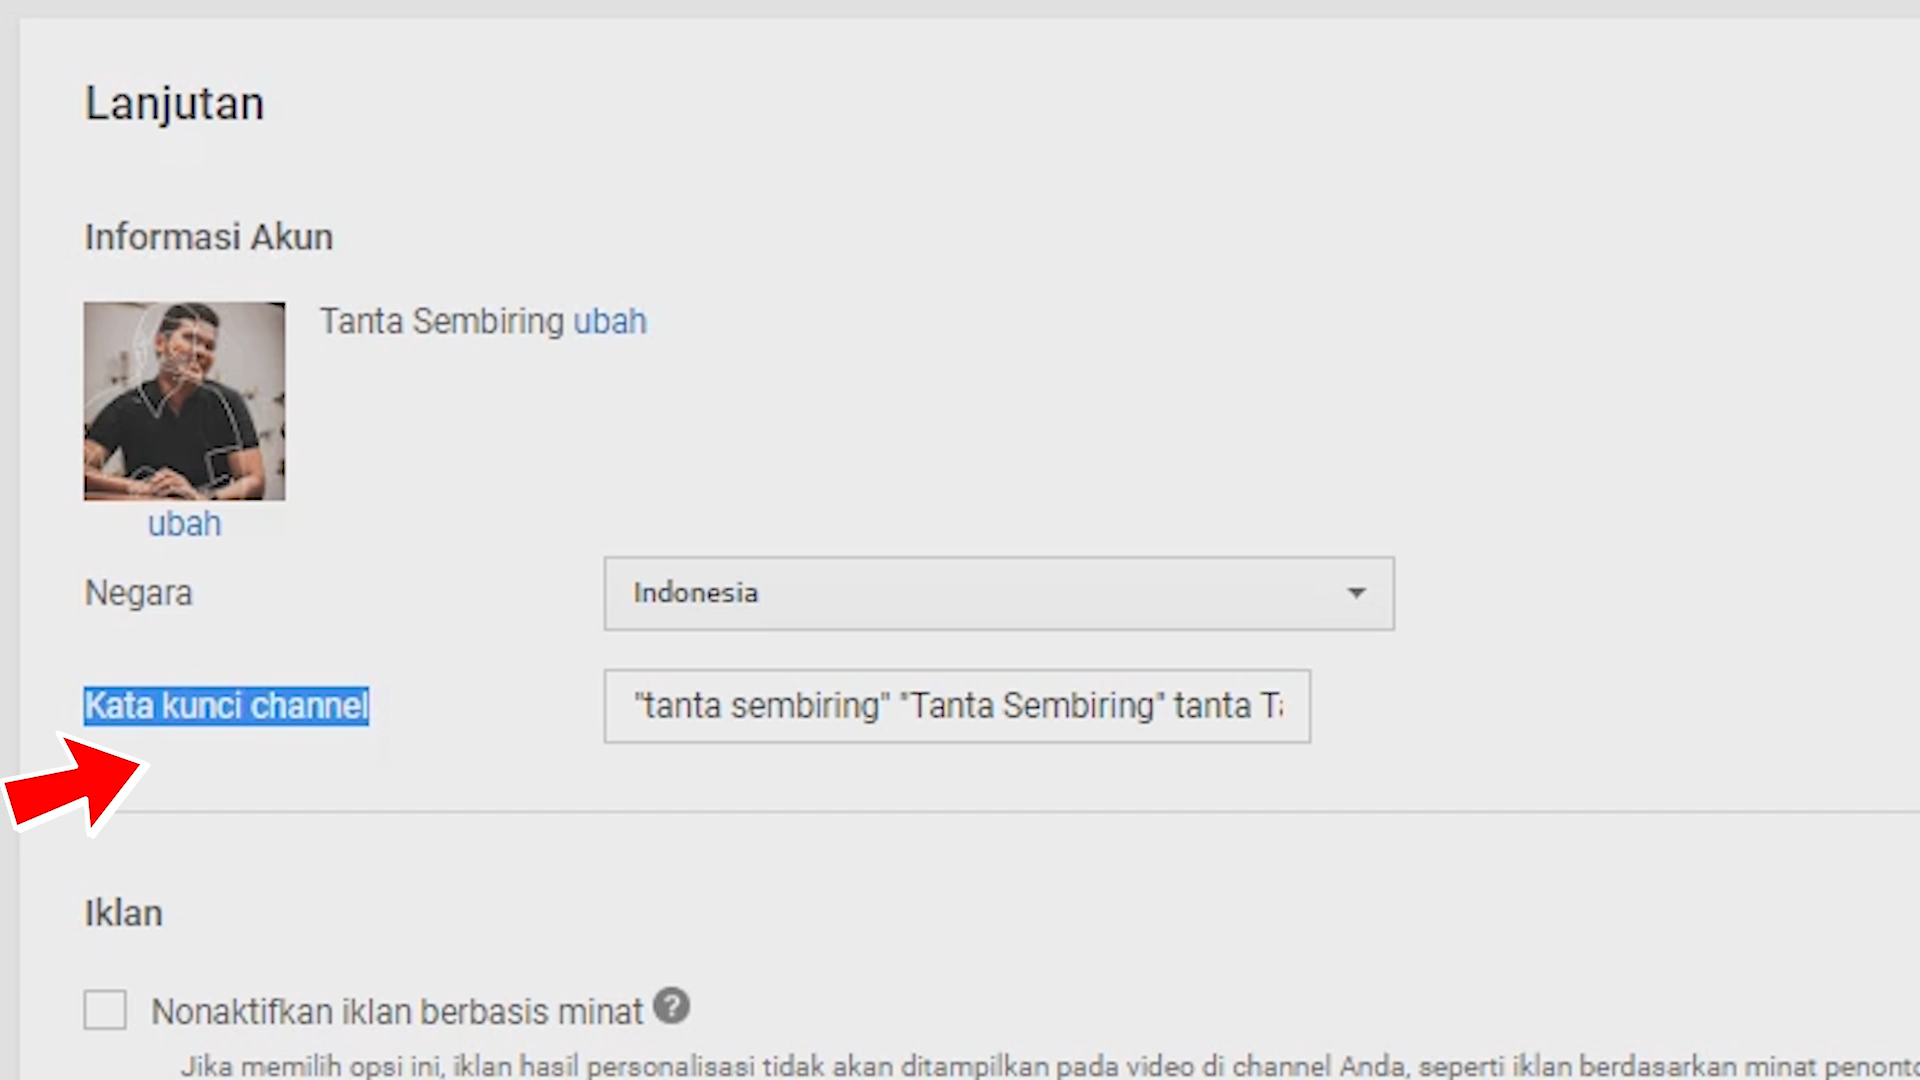 Lanjutan
Informasi Akun
Tanta Sembiring ubah
ubah
Negara
Indonesia
Kata kunci channel
"tanta sembiring" "Tanta Sembiring" tanta
Iklan
Nonaktifkan iklan berbasis minat ?
Jika memilih opsi ini, iklan hasil personalisasi tidak akan ditampilkan pada video di channel Anda, seperti iklan berdasarkan minat